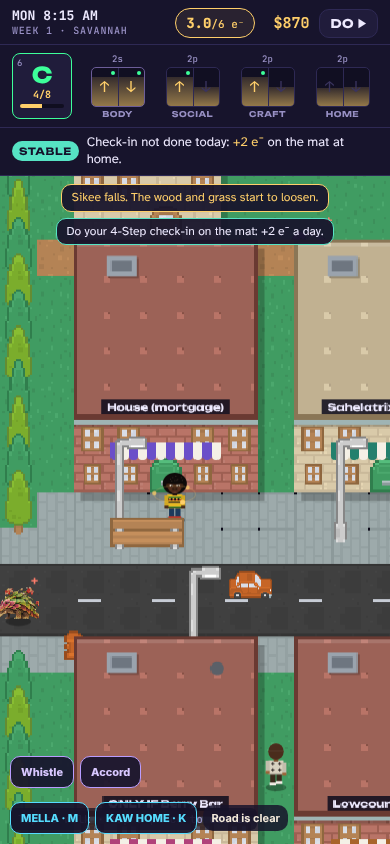 MON 8:15 AM
WEEK 1 · SAVANNAH
3.0/6 e⁻
$870
DO ▶
6
C
4/8
2s
BODY
2p
SOCIAL
2p
CRAFT
2p
HOME
STABLE
Check-in not done today: +2 e⁻ on the mat at
home.
Sikee falls. The wood and grass start to loosen.
Do your 4-Step check-in on the mat: +2 e⁻ a day.
House (mortgage)
Whistle
Accord
MELLA · M
KAW HOME · K
Road is clear